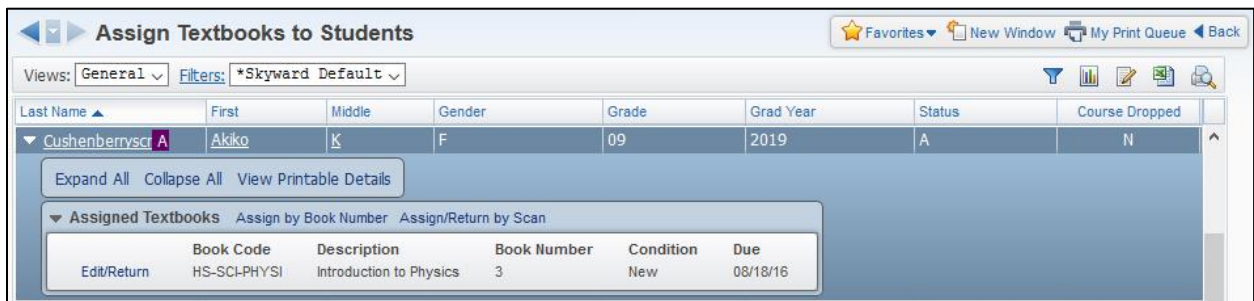 Assign Textbooks to Students Favorites New Window My Print Queue Back
Views: General Filters: *Skyward Default
Last Name First Middle Gender Grade Grad Year Status Course Dropped
Cushenberryscr A Akiko K F 09 2019 A N
Expand All Collapse All View Printable Details
Assigned Textbooks Assign by Book Number Assign/Return by Scan
Book Code Description Book Number Condition Due
Edit/Return HS-SCI-PHYSI Introduction to Physics 3 New 08/18/16